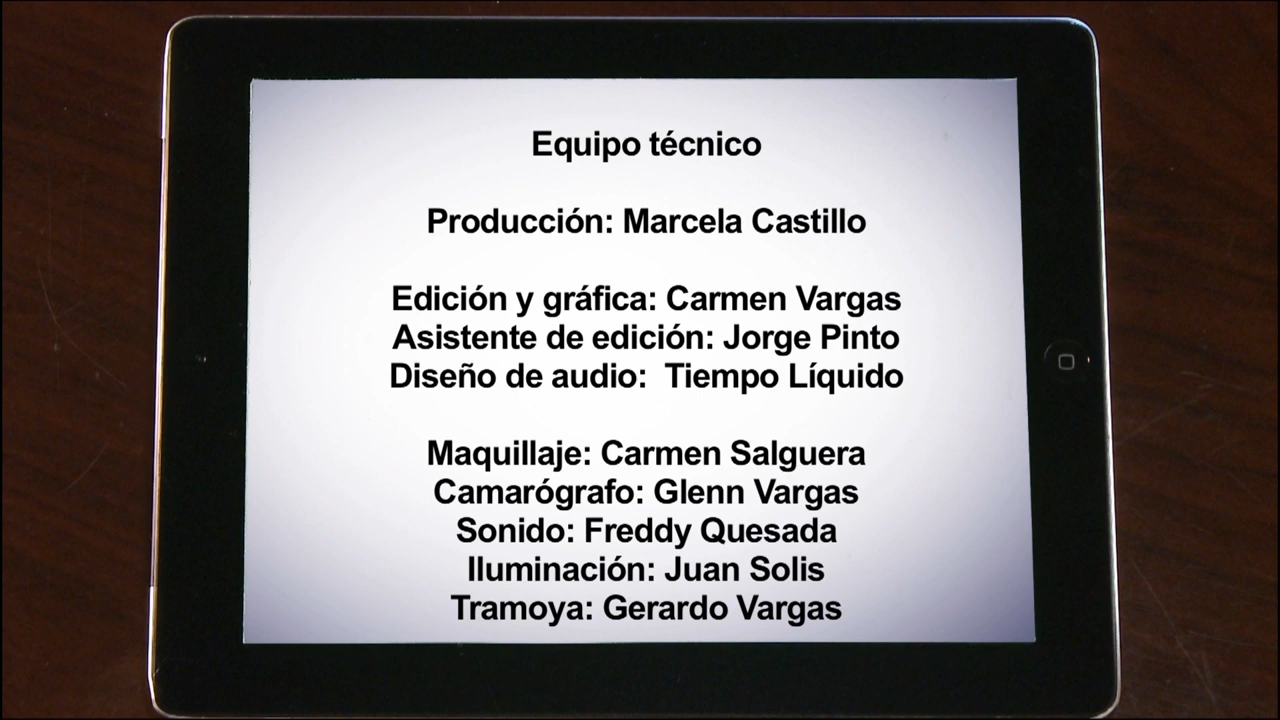 Equipo técnico
Producción: Marcela Castillo
Edición y gráfica: Carmen Vargas
Asistente de edición: Jorge Pinto
Diseño de audio: Tiempo Líquido
Maquillaje: Carmen Salguera
Camarógrafo: Glenn Vargas
Sonido: Freddy Quesada
Iluminación: Juan Solis
Tramoya: Gerardo Vargas